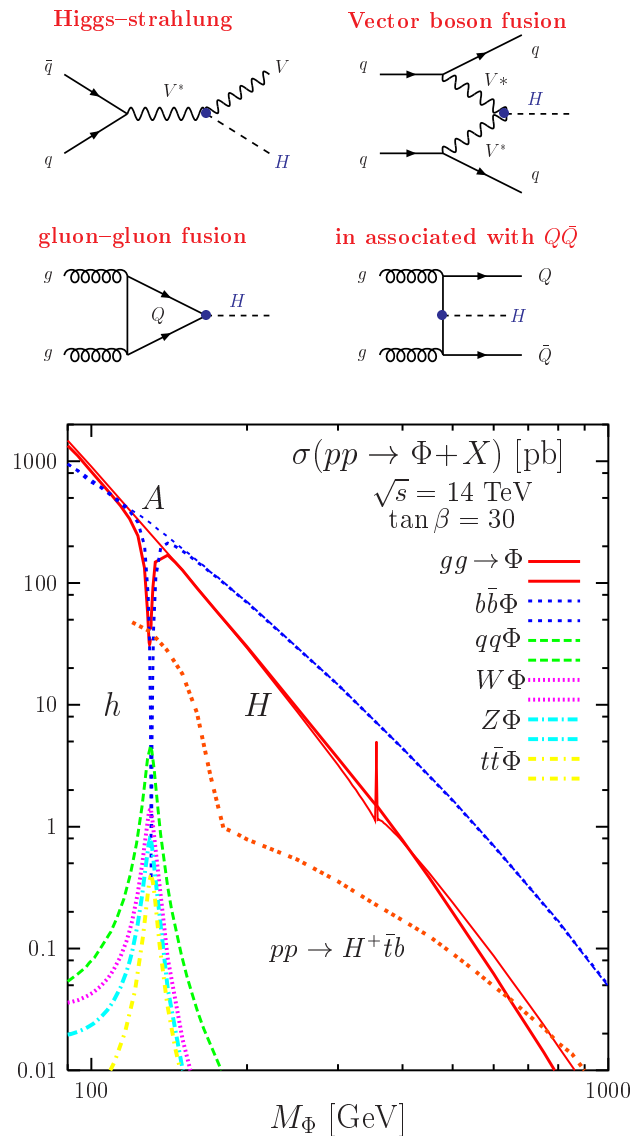 Higgs–strahlung
Vector boson fusion
q̄
V*
V
q
H
q
q
V*
H
V*
q
q
gluon–gluon fusion
in associated with QQ̄
g
Q
H
g
g
Q
H
g
Q̄
σ(pp → Φ+X) [pb]
√s = 14 TeV
tan β = 30
gg → Φ
bb̄Φ
qqΦ
WΦ
ZΦ
tt̄Φ
A
h
H
pp → H⁺t̄b
1000
100
10
1
0.1
0.01
100
1000
M_Φ [GeV]